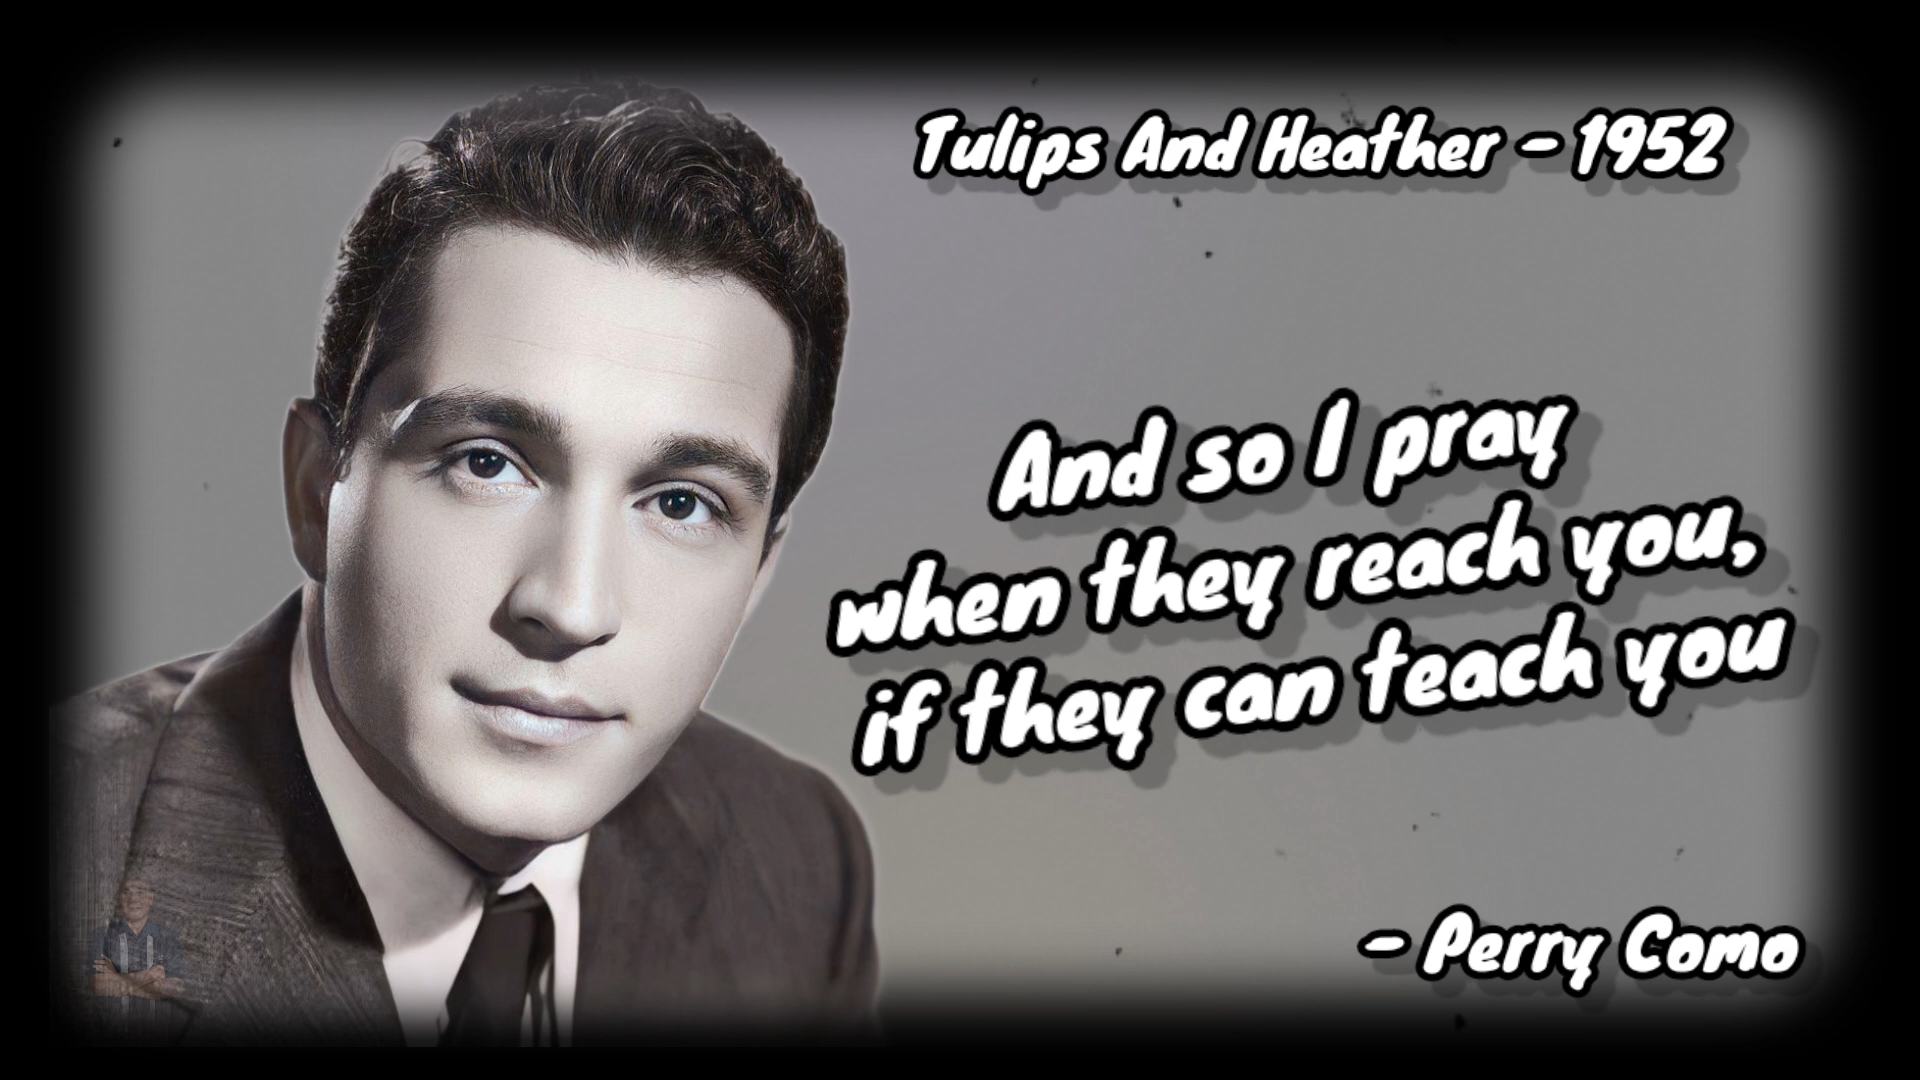 Tulips And Heather - 1952
And so I pray
when they reach you,
if they can teach you
- Perry Como